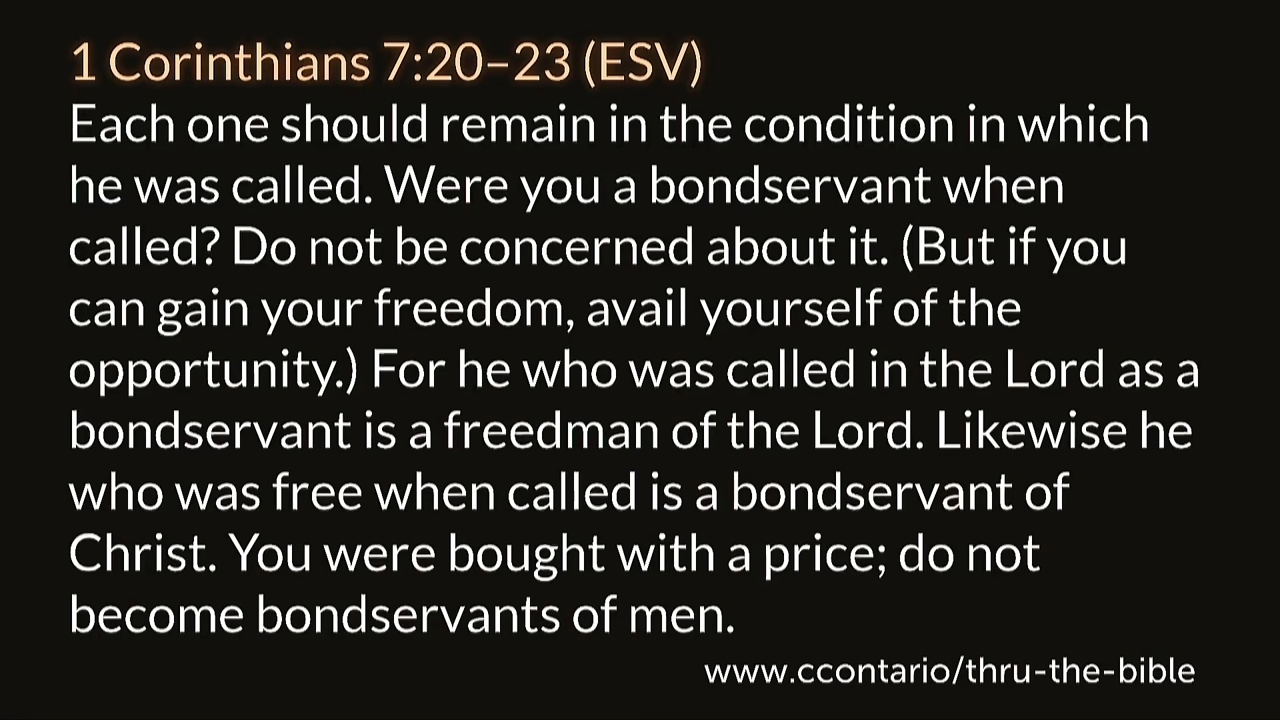 1 Corinthians 7:20–23 (ESV)
Each one should remain in the condition in which
he was called. Were you a bondservant when
called? Do not be concerned about it. (But if you
can gain your freedom, avail yourself of the
opportunity.) For he who was called in the Lord as a
bondservant is a freedman of the Lord. Likewise he
who was free when called is a bondservant of
Christ. You were bought with a price; do not
become bondservants of men.
www.ccontario/thru-the-bible